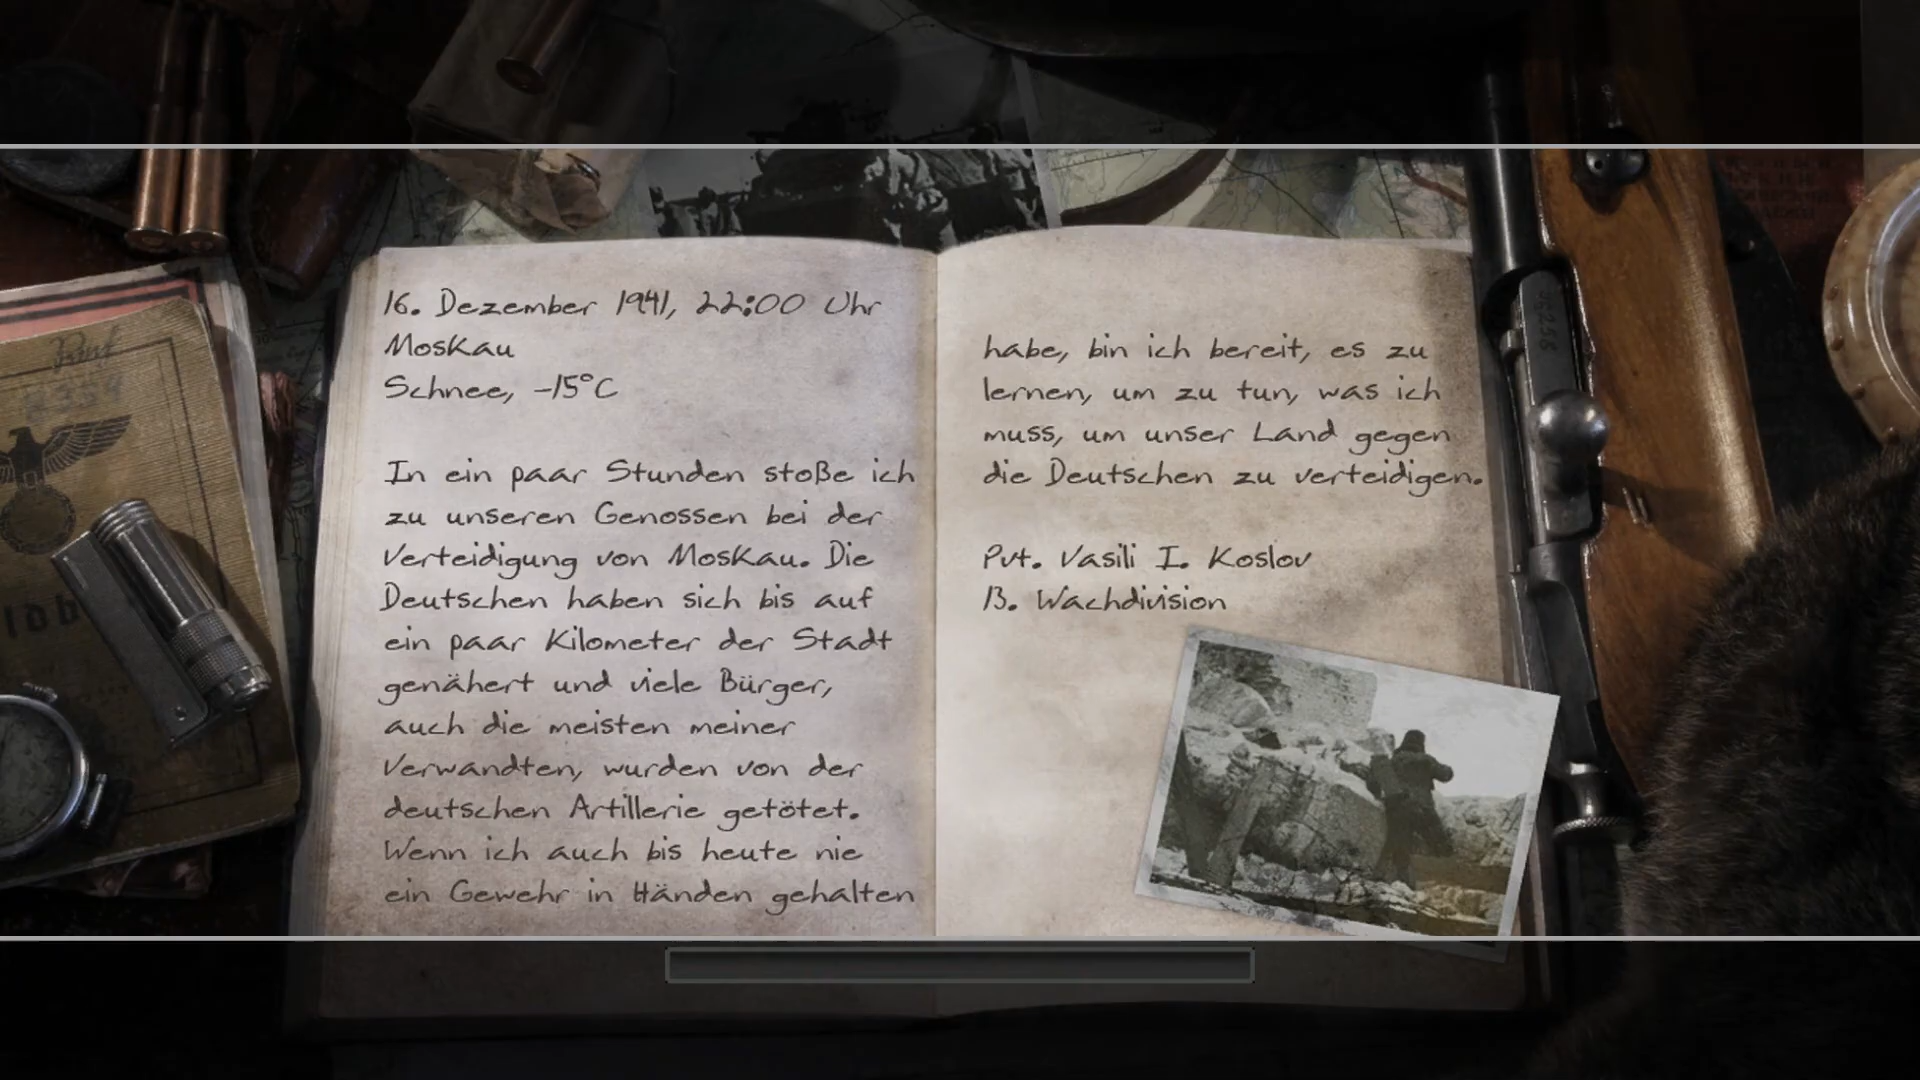 16. Dezember 1941, 22:00 Uhr
Moskau
Schnee, -15°C
In ein paar Stunden stoße ich
zu unseren Genossen bei der
Verteidigung von Moskau. Die
Deutschen haben sich bis auf
ein paar Kilometer der Stadt
genähert und viele Bürger,
auch die meisten meiner
Verwandten, wurden von der
deutschen Artillerie getötet.
Wenn ich auch bis heute nie
ein Gewehr in Händen gehalten
habe, bin ich bereit, es zu
lernen, um zu tun, was ich
muss, um unser Land gegen
die Deutschen zu verteidigen.
Pvt. Vasili I. Koslov
13. Wachdivision